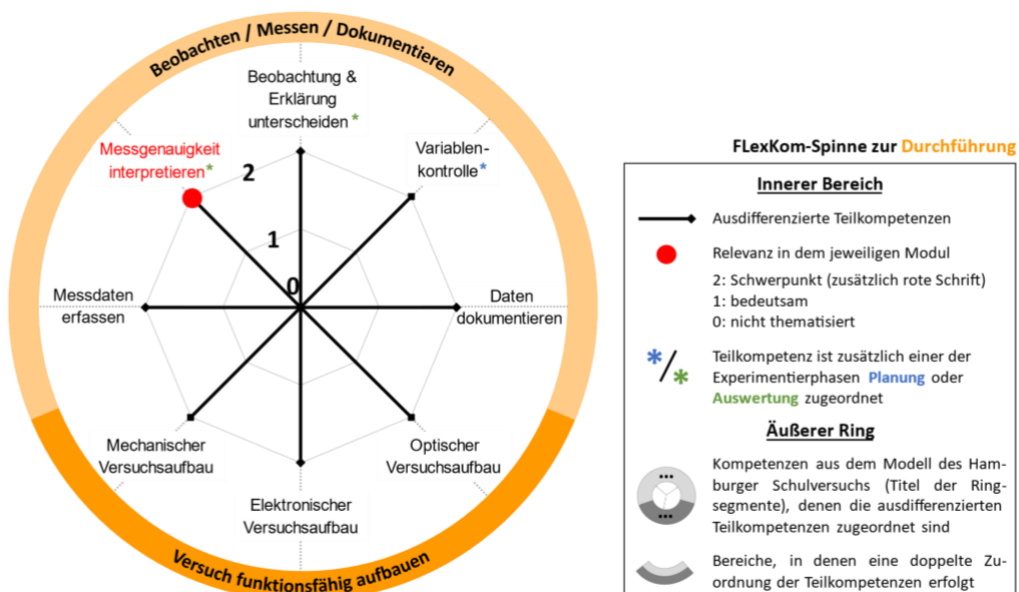 Beobachten / Messen / Dokumentieren
Beobachtung &
Erklärung
unterscheiden *
Messgenauigkeit
interpretieren*
Variablen-
kontrolle*
2
1
0
Messdaten
erfassen
Daten
dokumentieren
Mechanischer
Versuchsaufbau
Optischer
Versuchsaufbau
Elektronischer
Versuchsaufbau
Versuch funktionsfähig aufbauen
FLexKom-Spinne zur Durchführung
Innerer Bereich
Ausdifferenzierte Teilkompetenzen
Relevanz in dem jeweiligen Modul
2: Schwerpunkt (zusätzlich rote Schrift)
1: bedeutsam
0: nicht thematisiert
*/* Teilkompetenz ist zusätzlich einer der
Experimentierphasen Planung oder
Auswertung zugeordnet
Äußerer Ring
Kompetenzen aus dem Modell des Ham-
burger Schulversuchs (Titel der Ring-
segmente), denen die ausdifferenzierten
Teilkompetenzen zugeordnet sind
Bereiche, in denen eine doppelte Zu-
ordnung der Teilkompetenzen erfolgt